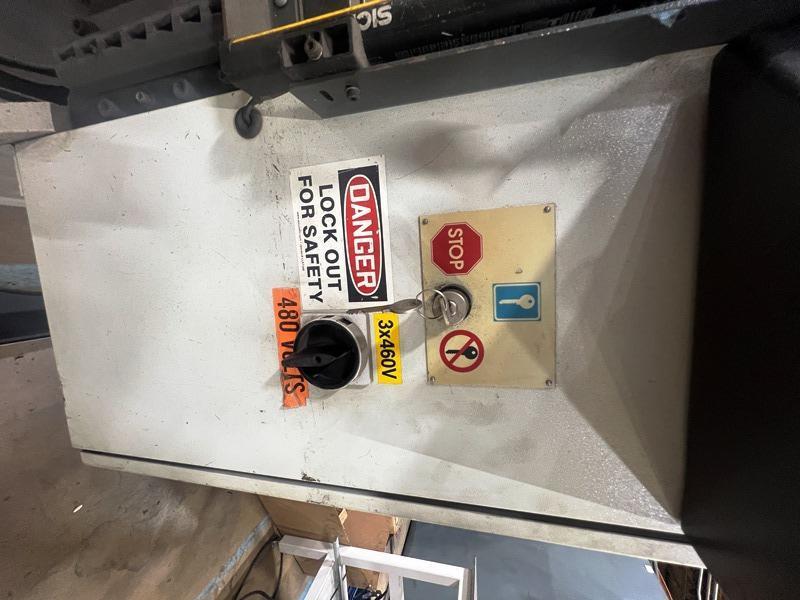 DANGER
LOCK OUT
FOR SAFETY
STOP
3x460V
480 VOLTS